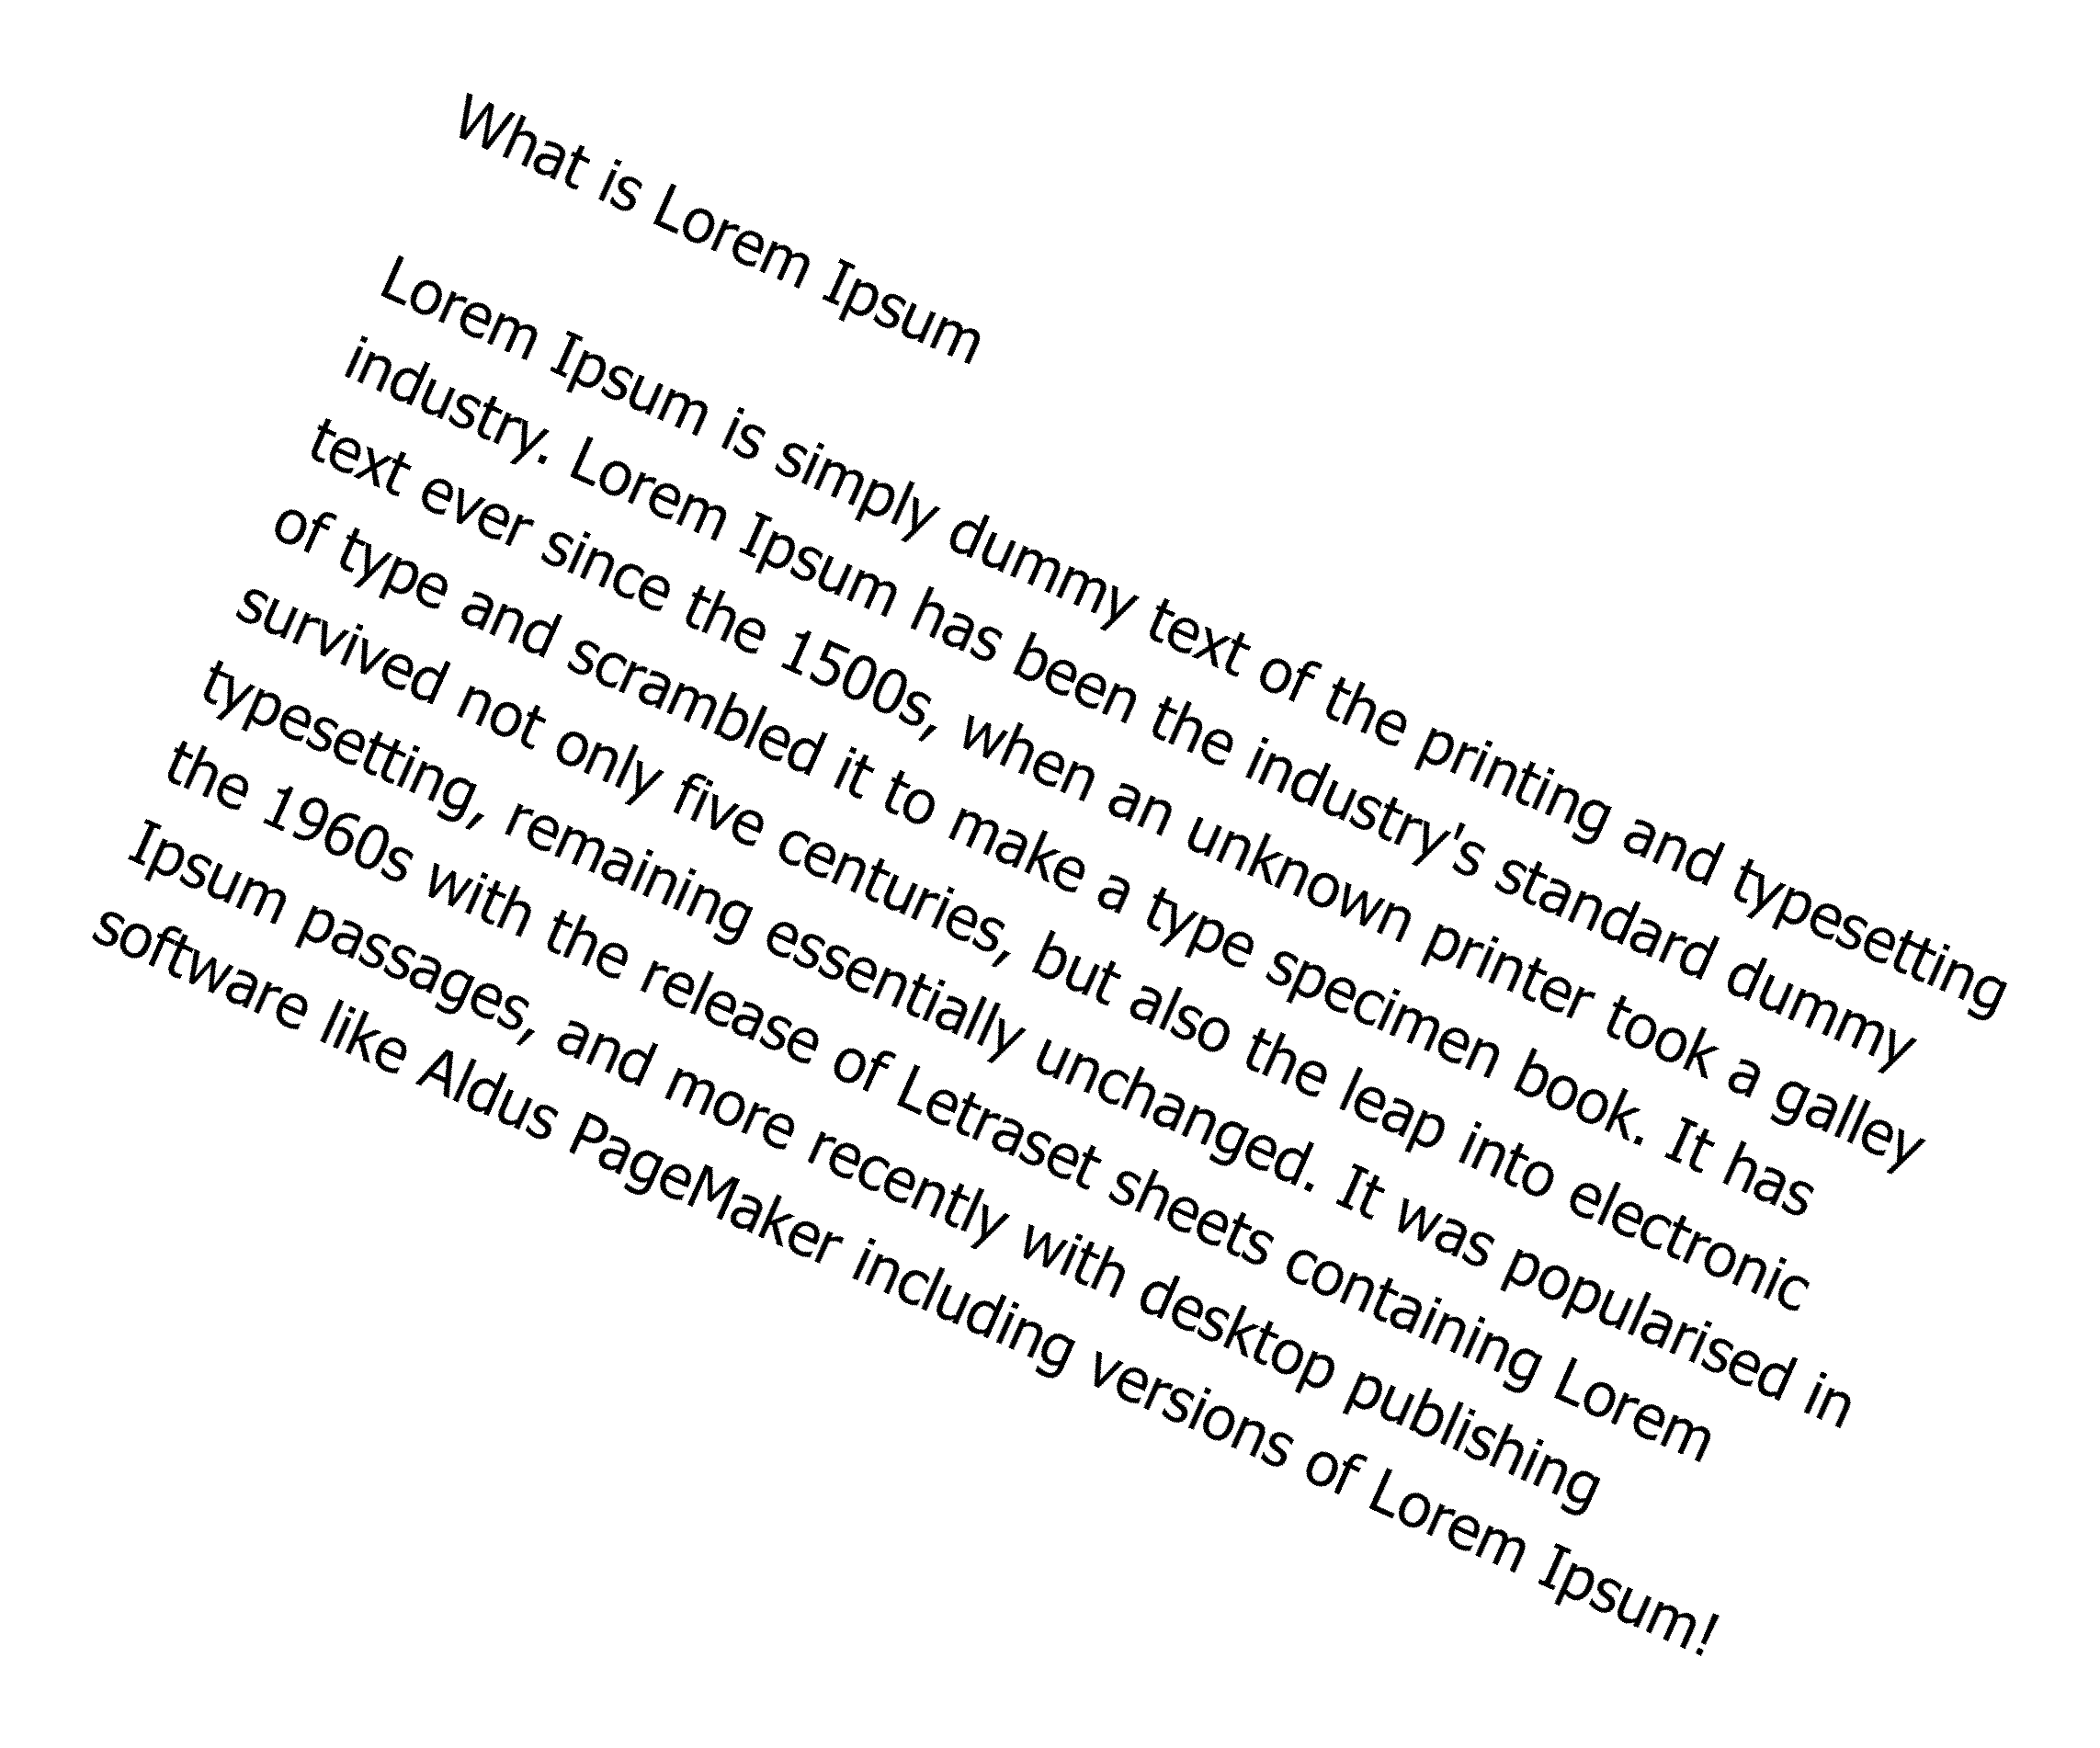 What is Lorem Ipsum
Lorem Ipsum is simply dummy text of the printing and typesetting
industry. Lorem Ipsum has been the industry's standard dummy
text ever since the 1500s, when an unknown printer took a galley
of type and scrambled it to make a type specimen book. It has
survived not only five centuries, but also the leap into electronic
typesetting, remaining essentially unchanged. It was popularised in
the 1960s with the release of Letraset sheets containing Lorem
Ipsum passages, and more recently with desktop publishing
software like Aldus PageMaker including versions of Lorem Ipsum!